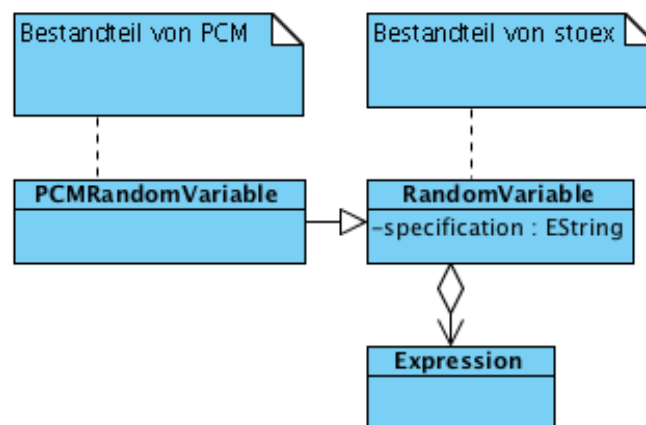 Bestandteil von PCM
Bestandteil von stoex
PCMRandomVariable
RandomVariable
-specification : EString
Expression